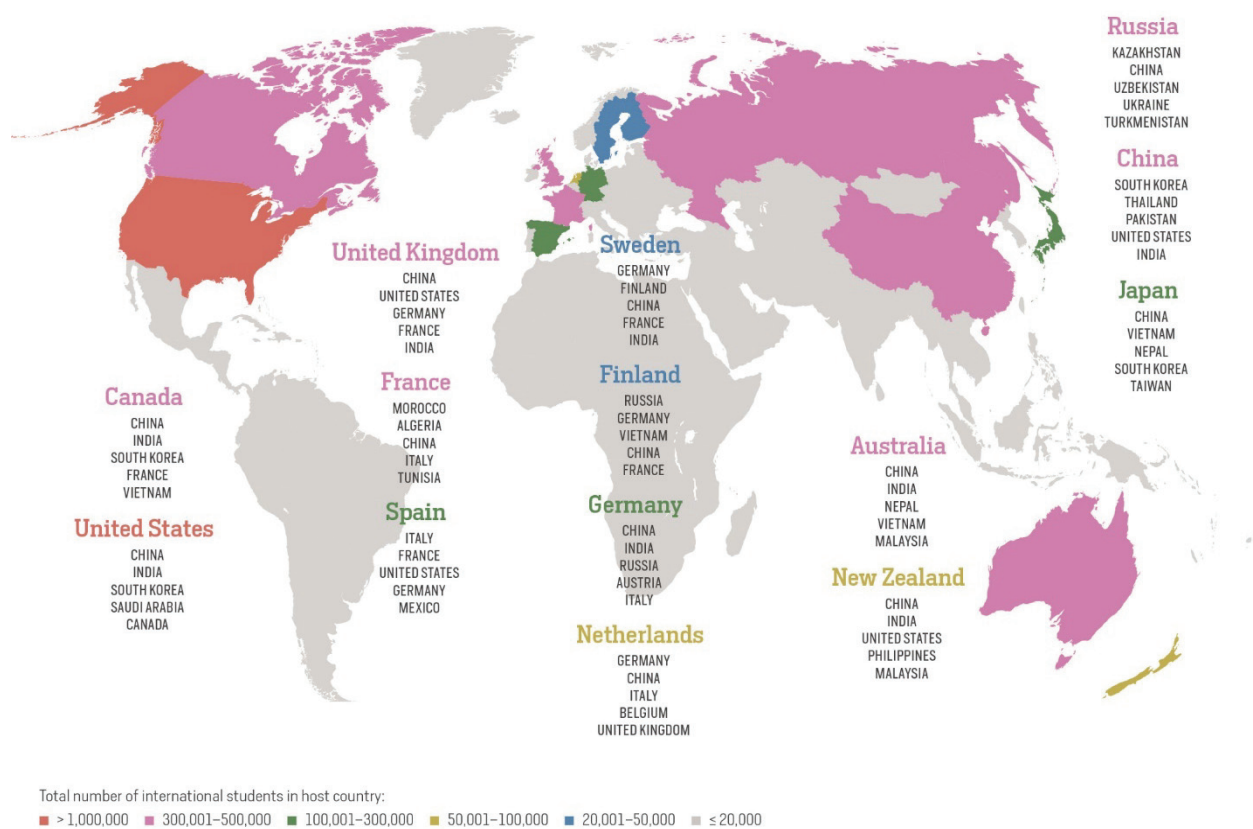 Russia
KAZAKHSTAN
CHINA
UZBEKISTAN
UKRAINE
TURKMENISTAN
China
SOUTH KOREA
THAILAND
PAKISTAN
UNITED STATES
INDIA
Japan
CHINA
VIETNAM
NEPAL
SOUTH KOREA
TAIWAN
United Kingdom
CHINA
UNITED STATES
GERMANY
FRANCE
INDIA
Sweden
GERMANY
FINLAND
CHINA
FRANCE
INDIA
Canada
CHINA
INDIA
SOUTH KOREA
FRANCE
VIETNAM
France
MOROCCO
ALGERIA
CHINA
ITALY
TUNISIA
Finland
RUSSIA
GERMANY
VIETNAM
CHINA
FRANCE
Australia
CHINA
INDIA
NEPAL
VIETNAM
MALAYSIA
United States
CHINA
INDIA
SOUTH KOREA
SAUDI ARABIA
CANADA
Spain
ITALY
FRANCE
UNITED STATES
GERMANY
MEXICO
Germany
CHINA
INDIA
RUSSIA
AUSTRIA
ITALY
New Zealand
CHINA
INDIA
UNITED STATES
PHILIPPINES
MALAYSIA
Netherlands
GERMANY
CHINA
ITALY
BELGIUM
UNITED KINGDOM
Total number of international students in host country:
> 1,000,000 300,001–500,000 100,001–300,000 50,001–100,000 20,001–50,000 ≤ 20,000